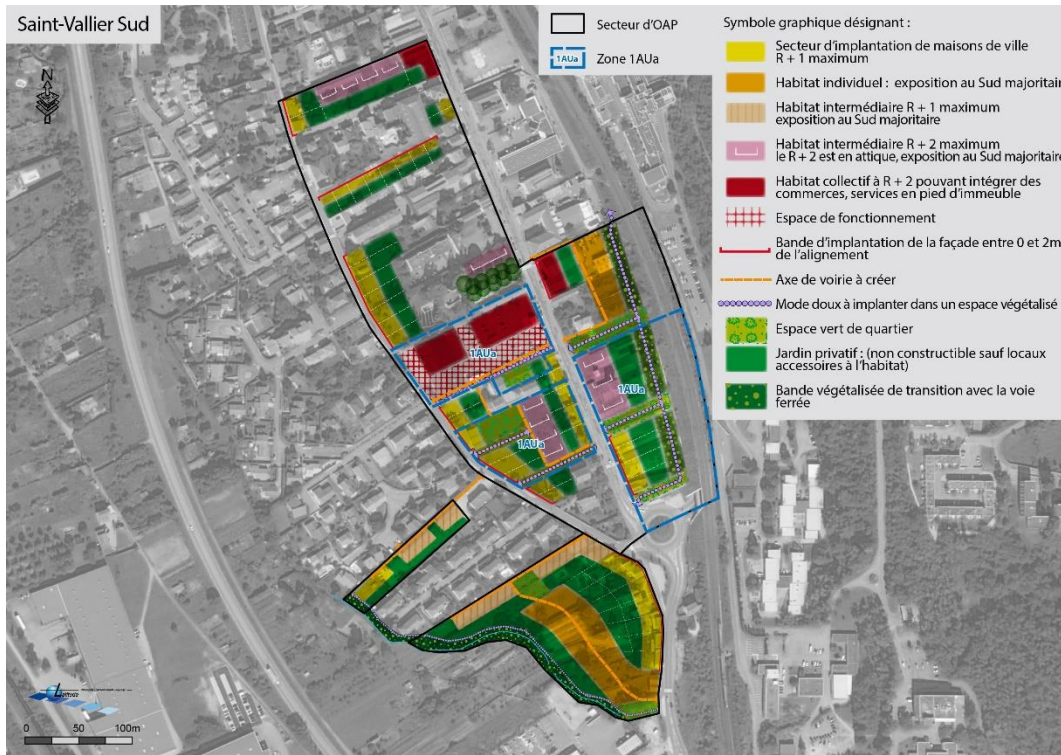 Saint-Vallier Sud
N
Secteur d'OAP
1AUa Zone 1AUa
Symbole graphique désignant :
Secteur d'implantation de maisons de ville
R + 1 maximum
Habitat individuel : exposition au Sud majoritair
Habitat intermédiaire R + 1 maximum
exposition au Sud majoritaire
Habitat intermédiaire R + 2 maximum
le R + 2 est en attique, exposition au Sud majoritaire
Habitat collectif à R + 2 pouvant intégrer des
commerces, services en pied d'immeuble
Espace de fonctionnement
Bande d'implantation de la façade entre 0 et 2m
de l'alignement
Axe de voirie à créer
Mode doux à implanter dans un espace végétalisé
Espace vert de quartier
Jardin privatif : (non constructible sauf locaux
accessoires à l'habitat)
Bande végétalisée de transition avec la voie
ferrée
1AUa
1AUa
1AUa
0 50 100m